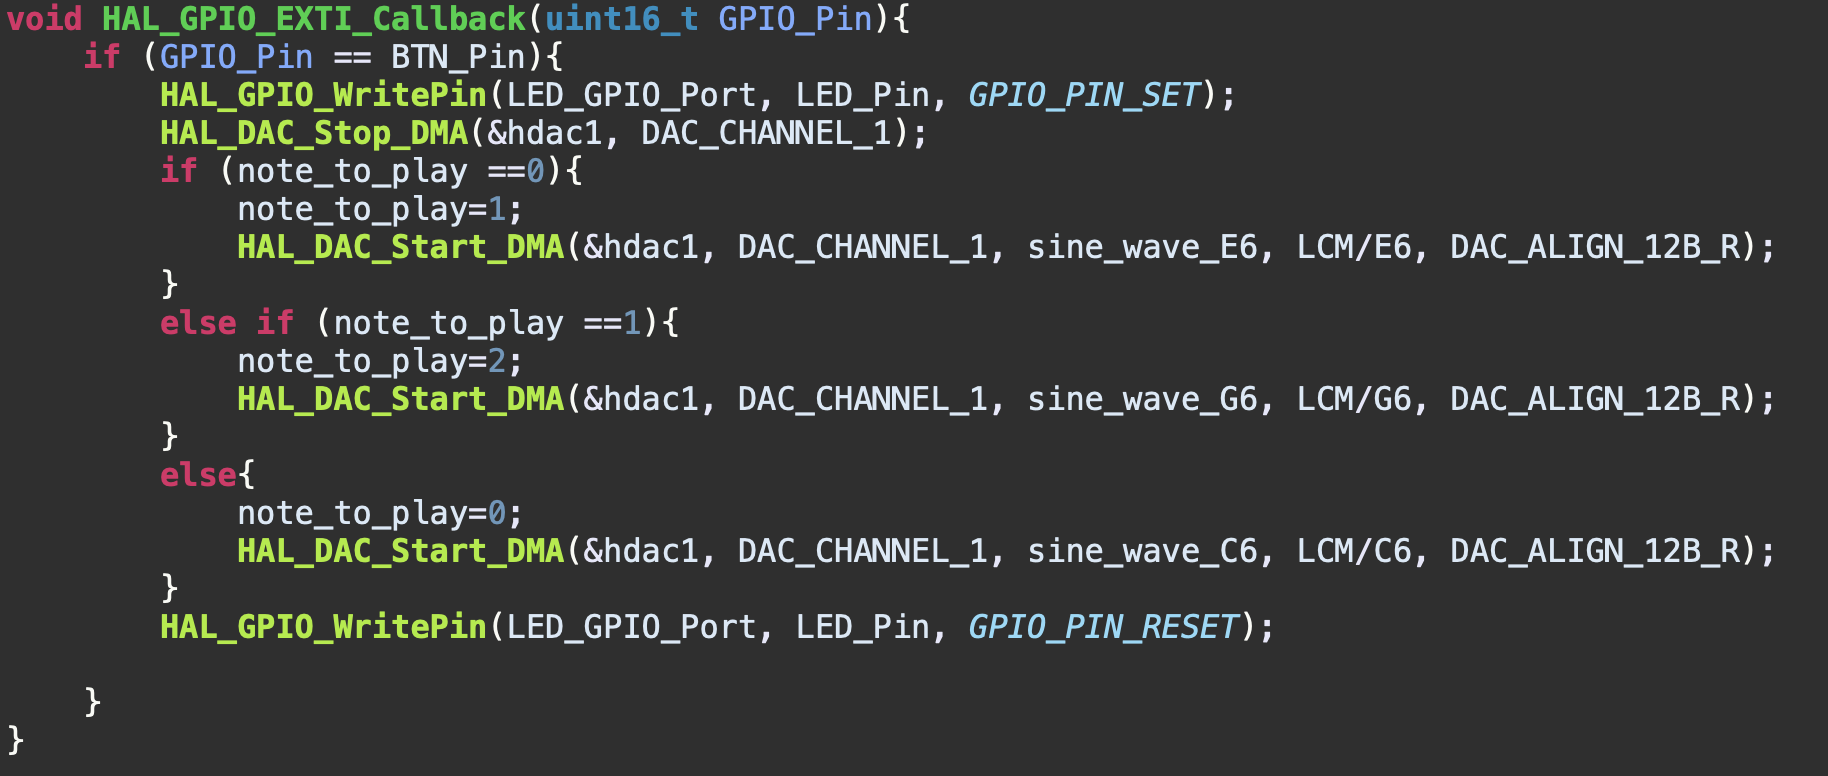 void HAL_GPIO_EXTI_Callback(uint16_t GPIO_Pin){
    if (GPIO_Pin == BTN_Pin){
        HAL_GPIO_WritePin(LED_GPIO_Port, LED_Pin, GPIO_PIN_SET);
        HAL_DAC_Stop_DMA(&hdac1, DAC_CHANNEL_1);
        if (note_to_play ==0){
            note_to_play=1;
            HAL_DAC_Start_DMA(&hdac1, DAC_CHANNEL_1, sine_wave_E6, LCM/E6, DAC_ALIGN_12B_R);
        }
        else if (note_to_play ==1){
            note_to_play=2;
            HAL_DAC_Start_DMA(&hdac1, DAC_CHANNEL_1, sine_wave_G6, LCM/G6, DAC_ALIGN_12B_R);
        }
        else{
            note_to_play=0;
            HAL_DAC_Start_DMA(&hdac1, DAC_CHANNEL_1, sine_wave_C6, LCM/C6, DAC_ALIGN_12B_R);
        }
        HAL_GPIO_WritePin(LED_GPIO_Port, LED_Pin, GPIO_PIN_RESET);

    }
}